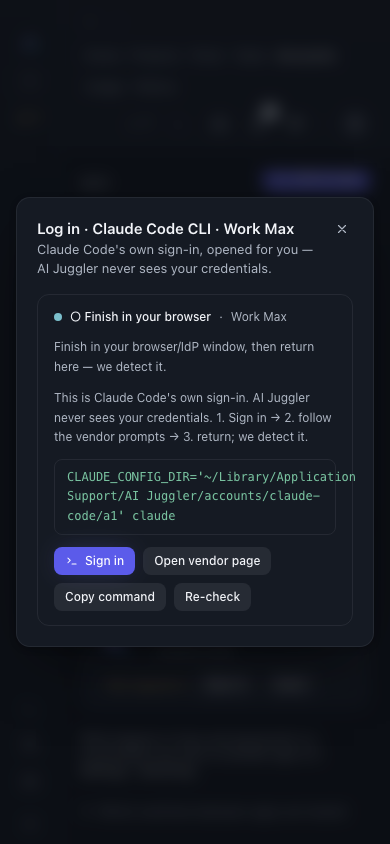 Log in · Claude Code CLI · Work Max
Claude Code's own sign-in, opened for you —
AI Juggler never sees your credentials.
Finish in your browser · Work Max
Finish in your browser/IdP window, then return
here — we detect it.
This is Claude Code's own sign-in. AI Juggler
never sees your credentials. 1. Sign in → 2. follow
the vendor prompts → 3. return; we detect it.
CLAUDE_CONFIG_DIR='~/Library/Application
Support/AI Juggler/accounts/claude-
code/a1' claude
Sign in
Open vendor page
Copy command
Re-check